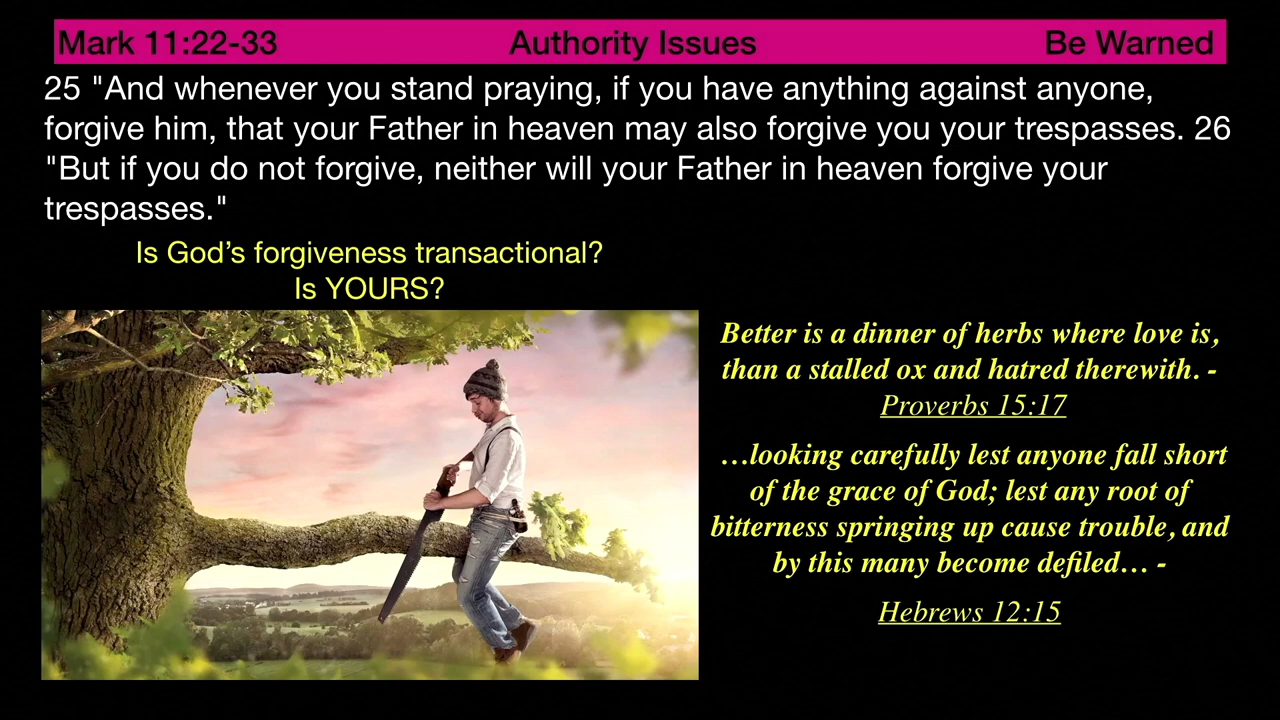 Mark 11:22-33 Authority Issues Be Warned
25 "And whenever you stand praying, if you have anything against anyone,
forgive him, that your Father in heaven may also forgive you your trespasses. 26
"But if you do not forgive, neither will your Father in heaven forgive your
trespasses."
Is God’s forgiveness transactional?
Is YOURS?
Better is a dinner of herbs where love is,
than a stalled ox and hatred therewith. -
Proverbs 15:17
…looking carefully lest anyone fall short
of the grace of God; lest any root of
bitterness springing up cause trouble, and
by this many become defiled… -
Hebrews 12:15